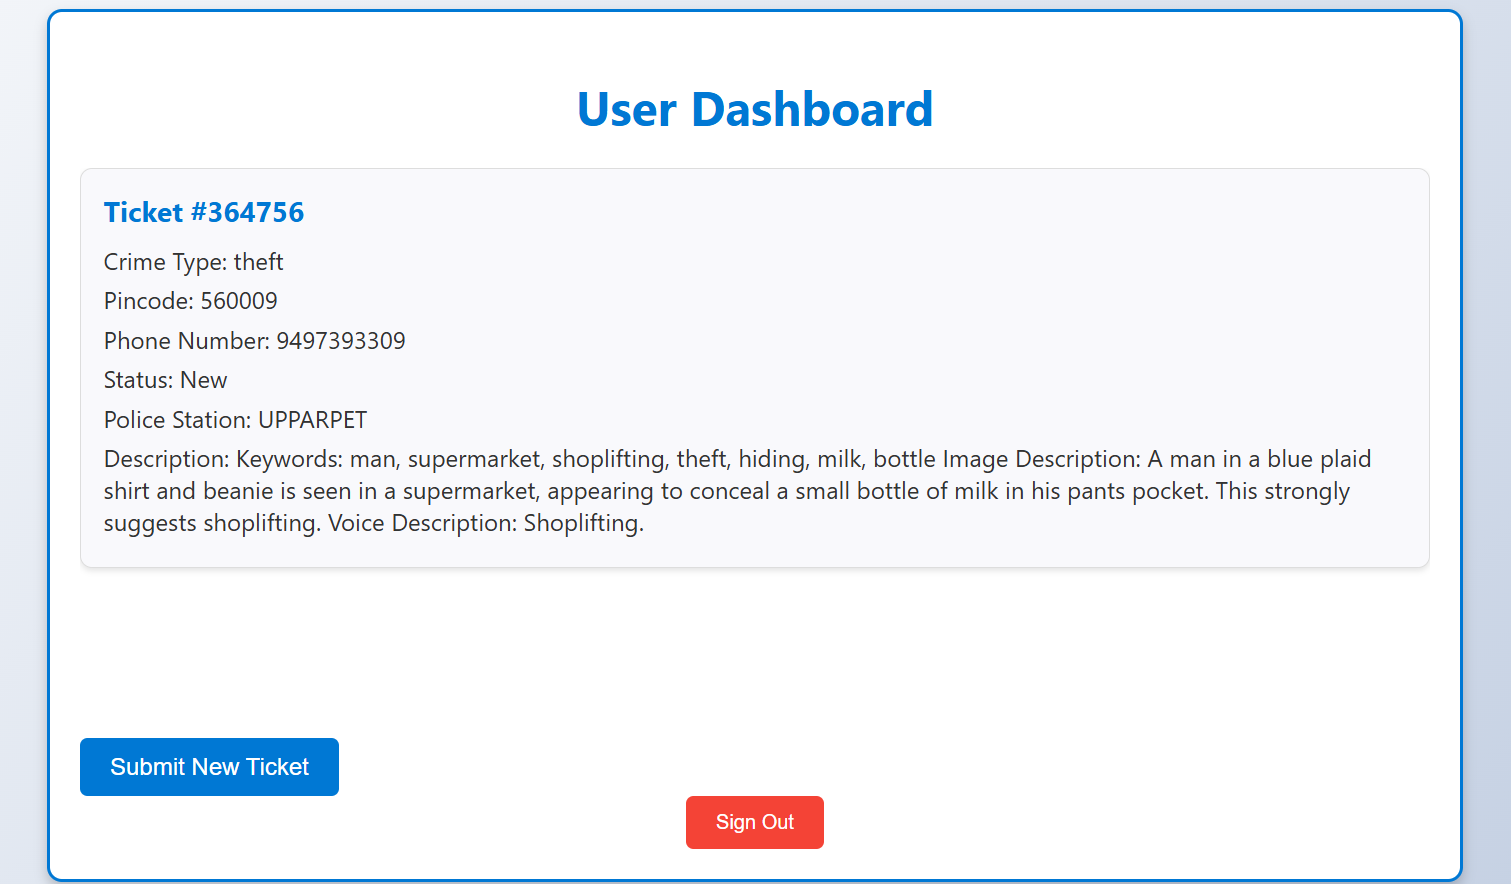 User Dashboard
Ticket #364756
Crime Type: theft
Pincode: 560009
Phone Number: 9497393309
Status: New
Police Station: UPPARPET
Description: Keywords: man, supermarket, shoplifting, theft, hiding, milk, bottle Image Description: A man in a blue plaid
shirt and beanie is seen in a supermarket, appearing to conceal a small bottle of milk in his pants pocket. This strongly
suggests shoplifting. Voice Description: Shoplifting.
Submit New Ticket
Sign Out